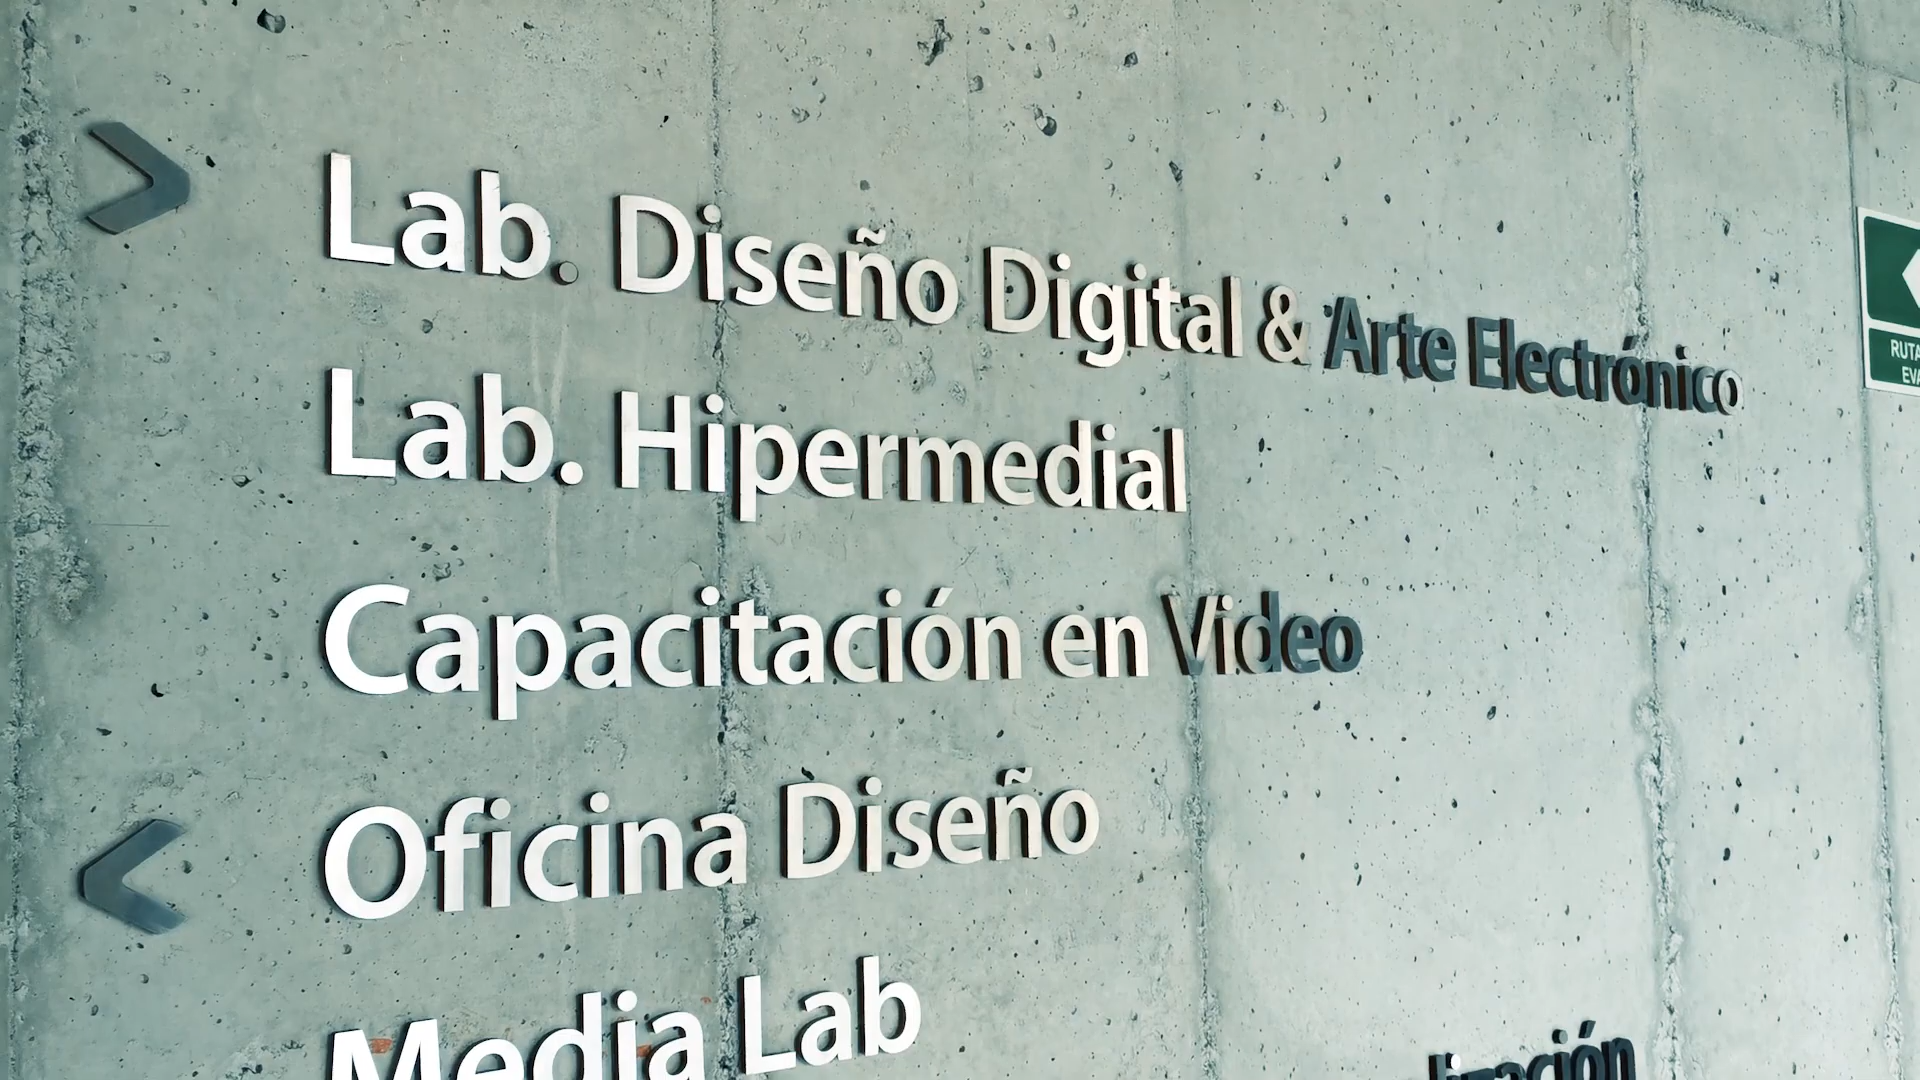 Lab. Diseño Digital & Arte Electrónico
Lab. Hipermedial
Capacitación en Video
Oficina Diseño
Media Lab